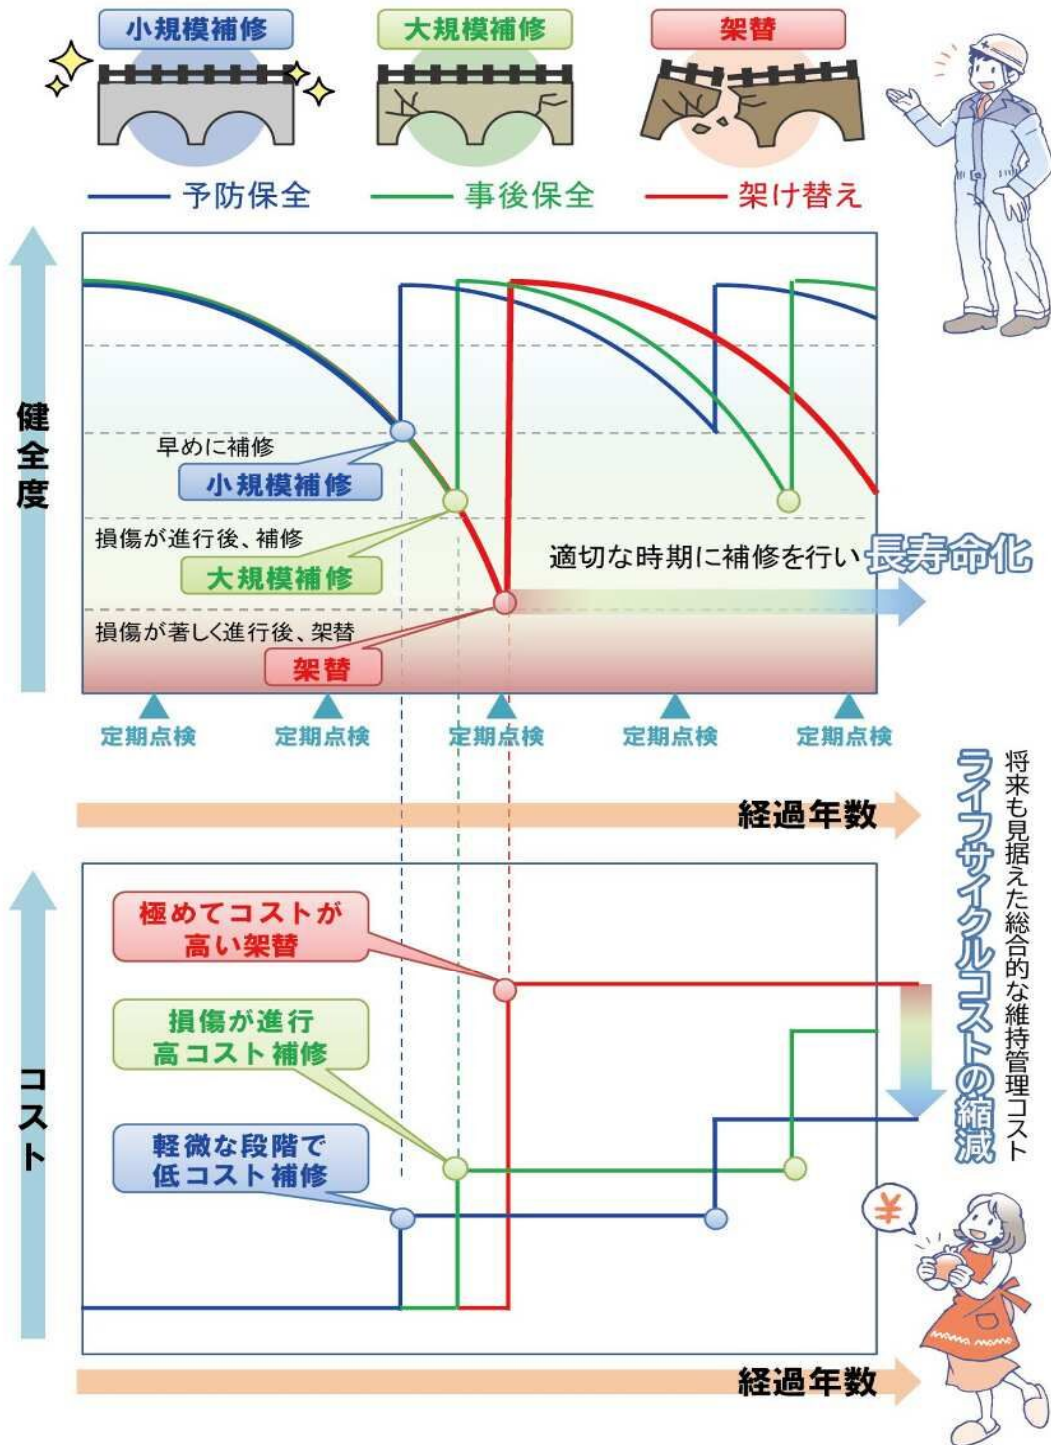 小規模補修
大規模補修
架替
予防保全
事後保全
架け替え
健全度
早めに補修
小規模補修
損傷が進行後、補修
大規模補修
適切な時期に補修を行い 長寿命化
損傷が著しく進行後、架替
架替
定期点検
定期点検
定期点検
定期点検
定期点検
経過年数
将来も見据えた総合的な維持管理コスト
ライフサイクルコストの縮減
コスト
極めてコストが
高い架替
損傷が進行
高コスト補修
軽微な段階で
低コスト補修
¥
経過年数